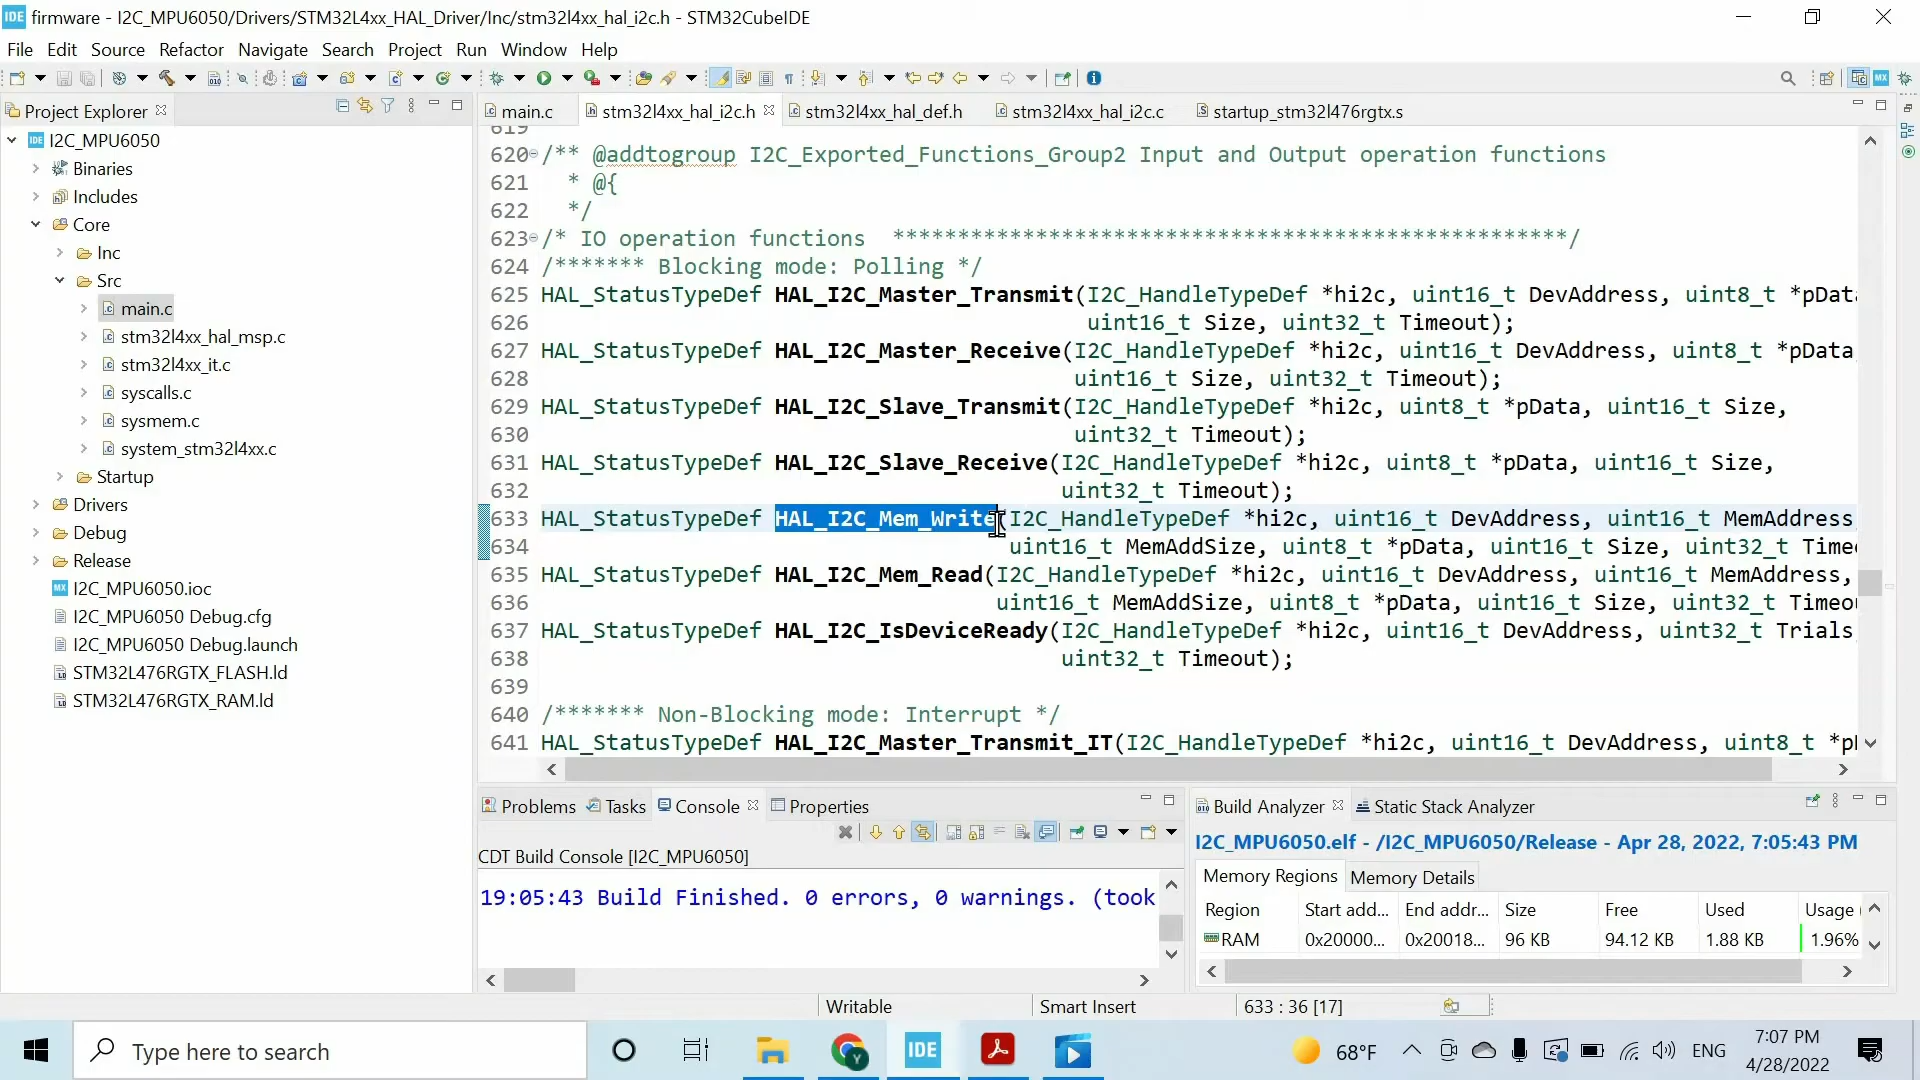 IDE firmware - I2C_MPU6050/Drivers/STM32L4xx_HAL_Driver/Inc/stm32l4xx_hal_i2c.h - STM32CubeIDE
File Edit Source Refactor Navigate Search Project Run Window Help
Project Explorer
IDE I2C_MPU6050
Binaries
Includes
Core
Inc
Src
main.c
stm32l4xx_hal_msp.c
stm32l4xx_it.c
syscalls.c
sysmem.c
system_stm32l4xx.c
Startup
Drivers
Debug
Release
MX I2C_MPU6050.ioc
I2C_MPU6050 Debug.cfg
I2C_MPU6050 Debug.launch
STM32L476RGTX_FLASH.ld
STM32L476RGTX_RAM.ld
main.c stm32l4xx_hal_i2c.h stm32l4xx_hal_def.h stm32l4xx_hal_i2c.c startup_stm32l476rgtx.s
619
620 /** @addtogroup I2C_Exported_Functions_Group2 Input and Output operation functions
621 * @{
622 */
623 /* IO operation functions ****************************************************/
624 /******* Blocking mode: Polling */
625 HAL_StatusTypeDef HAL_I2C_Master_Transmit(I2C_HandleTypeDef *hi2c, uint16_t DevAddress, uint8_t *pData
626 uint16_t Size, uint32_t Timeout);
627 HAL_StatusTypeDef HAL_I2C_Master_Receive(I2C_HandleTypeDef *hi2c, uint16_t DevAddress, uint8_t *pData
628 uint16_t Size, uint32_t Timeout);
629 HAL_StatusTypeDef HAL_I2C_Slave_Transmit(I2C_HandleTypeDef *hi2c, uint8_t *pData, uint16_t Size,
630 uint32_t Timeout);
631 HAL_StatusTypeDef HAL_I2C_Slave_Receive(I2C_HandleTypeDef *hi2c, uint8_t *pData, uint16_t Size,
632 uint32_t Timeout);
633 HAL_StatusTypeDef HAL_I2C_Mem_Write(I2C_HandleTypeDef *hi2c, uint16_t DevAddress, uint16_t MemAddress
634 uint16_t MemAddSize, uint8_t *pData, uint16_t Size, uint32_t Time
635 HAL_StatusTypeDef HAL_I2C_Mem_Read(I2C_HandleTypeDef *hi2c, uint16_t DevAddress, uint16_t MemAddress,
636 uint16_t MemAddSize, uint8_t *pData, uint16_t Size, uint32_t Timeo
637 HAL_StatusTypeDef HAL_I2C_IsDeviceReady(I2C_HandleTypeDef *hi2c, uint16_t DevAddress, uint32_t Trials
638 uint32_t Timeout);
639
640 /******* Non-Blocking mode: Interrupt */
641 HAL_StatusTypeDef HAL_I2C_Master_Transmit_IT(I2C_HandleTypeDef *hi2c, uint16_t DevAddress, uint8_t *p
Problems Tasks Console Properties
CDT Build Console [I2C_MPU6050]
19:05:43 Build Finished. 0 errors, 0 warnings. (took
Build Analyzer Static Stack Analyzer
I2C_MPU6050.elf - /I2C_MPU6050/Release - Apr 28, 2022, 7:05:43 PM
Memory Regions Memory Details
Region Start add... End addr... Size Free Used Usage
RAM 0x20000... 0x20018... 96 KB 94.12 KB 1.88 KB 1.96%
Writable Smart Insert 633 : 36 [17]
Type here to search
IDE
68°F
ENG
7:07 PM
4/28/2022